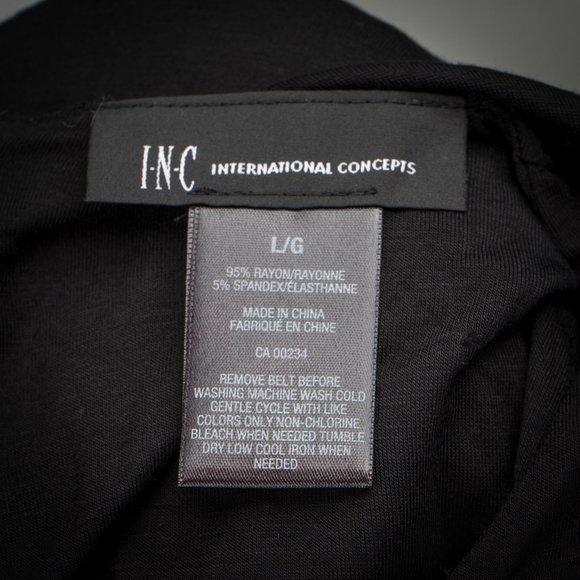 I·N·C INTERNATIONAL CONCEPTS
L/G
95% RAYON/RAYONNE
5% SPANDEX/ÉLASTHANNE
MADE IN CHINA
FABRIQUÉ EN CHINE
CA 00234
REMOVE BELT BEFORE
WASHING MACHINE WASH COLD
GENTLE CYCLE WITH LIKE
COLORS ONLY NON-CHLORINE
BLEACH WHEN NEEDED TUMBLE
DRY LOW COOL IRON WHEN
NEEDED